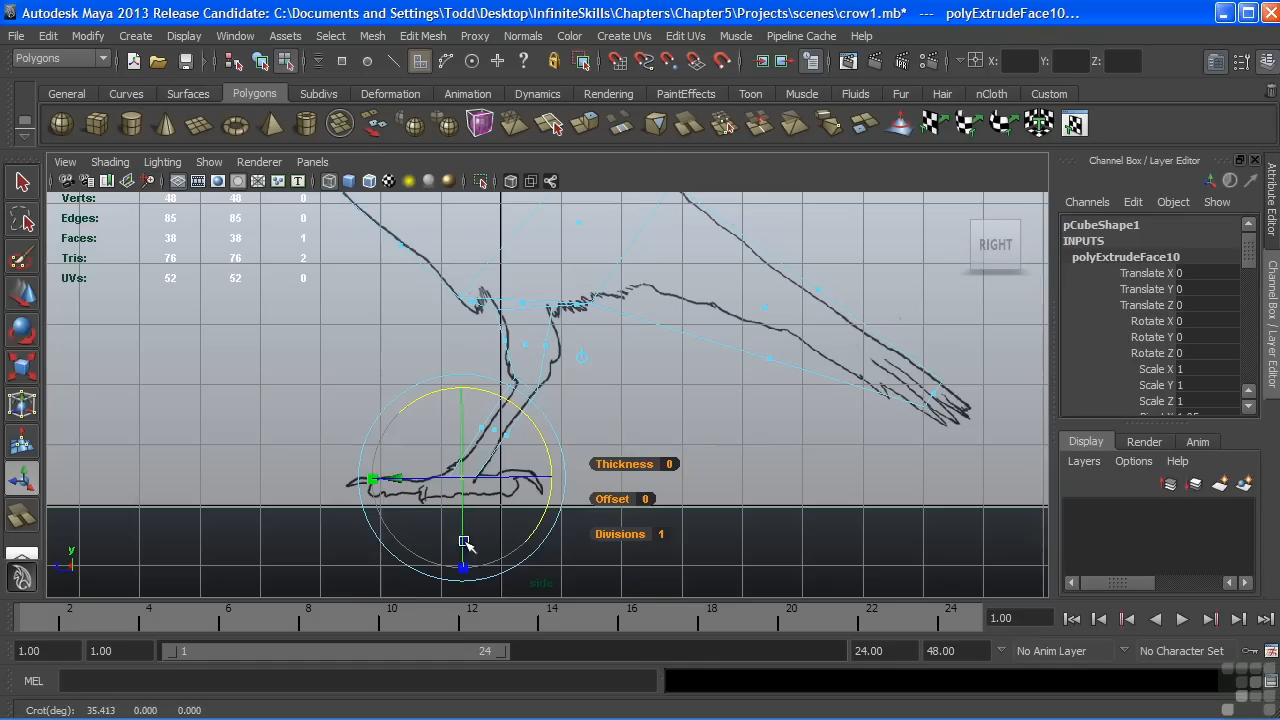 Autodesk Maya 2013 Release Candidate: C:\Documents and Settings\Todd\Desktop\InfiniteSkills\Chapters\Chapter5\Projects\scenes\crow1.mb* --- polyExtrudeFace10...
File Edit Modify Create Display Window Assets Select Mesh Edit Mesh Proxy Normals Color Create UVs Edit UVs Muscle Pipeline Cache Help
Polygons X: Y: Z:
General Curves Surfaces Polygons Subdivs Deformation Animation Dynamics Rendering PaintEffects Toon Muscle Fluids Fur Hair nCloth Custom
View Shading Lighting Show Renderer Panels
Channel Box / Layer Editor
Channels Edit Object Show
Verts: 48 48 0
Edges: 85 85 0
Faces: 38 38 1
Tris: 76 76 2
UVs: 52 52 0
RIGHT
pCubeShape1
INPUTS
polyExtrudeFace10
Translate X 0
Translate Y 0
Translate Z 0
Rotate X 0
Rotate Y 0
Rotate Z 0
Scale X 1
Scale Y 1
Scale Z 1
Attribute Editor
Channel Box / Layer Editor
Display Render Anim
Layers Options Help
Thickness 0
Offset 0
Divisions 1
y
side
2 4 6 8 10 12 14 16 18 20 22 24
1.00
1.00 1.00 1 24 24.00 48.00 No Anim Layer No Character Set
MEL
Crot(deg): 35.413 0.000 0.000